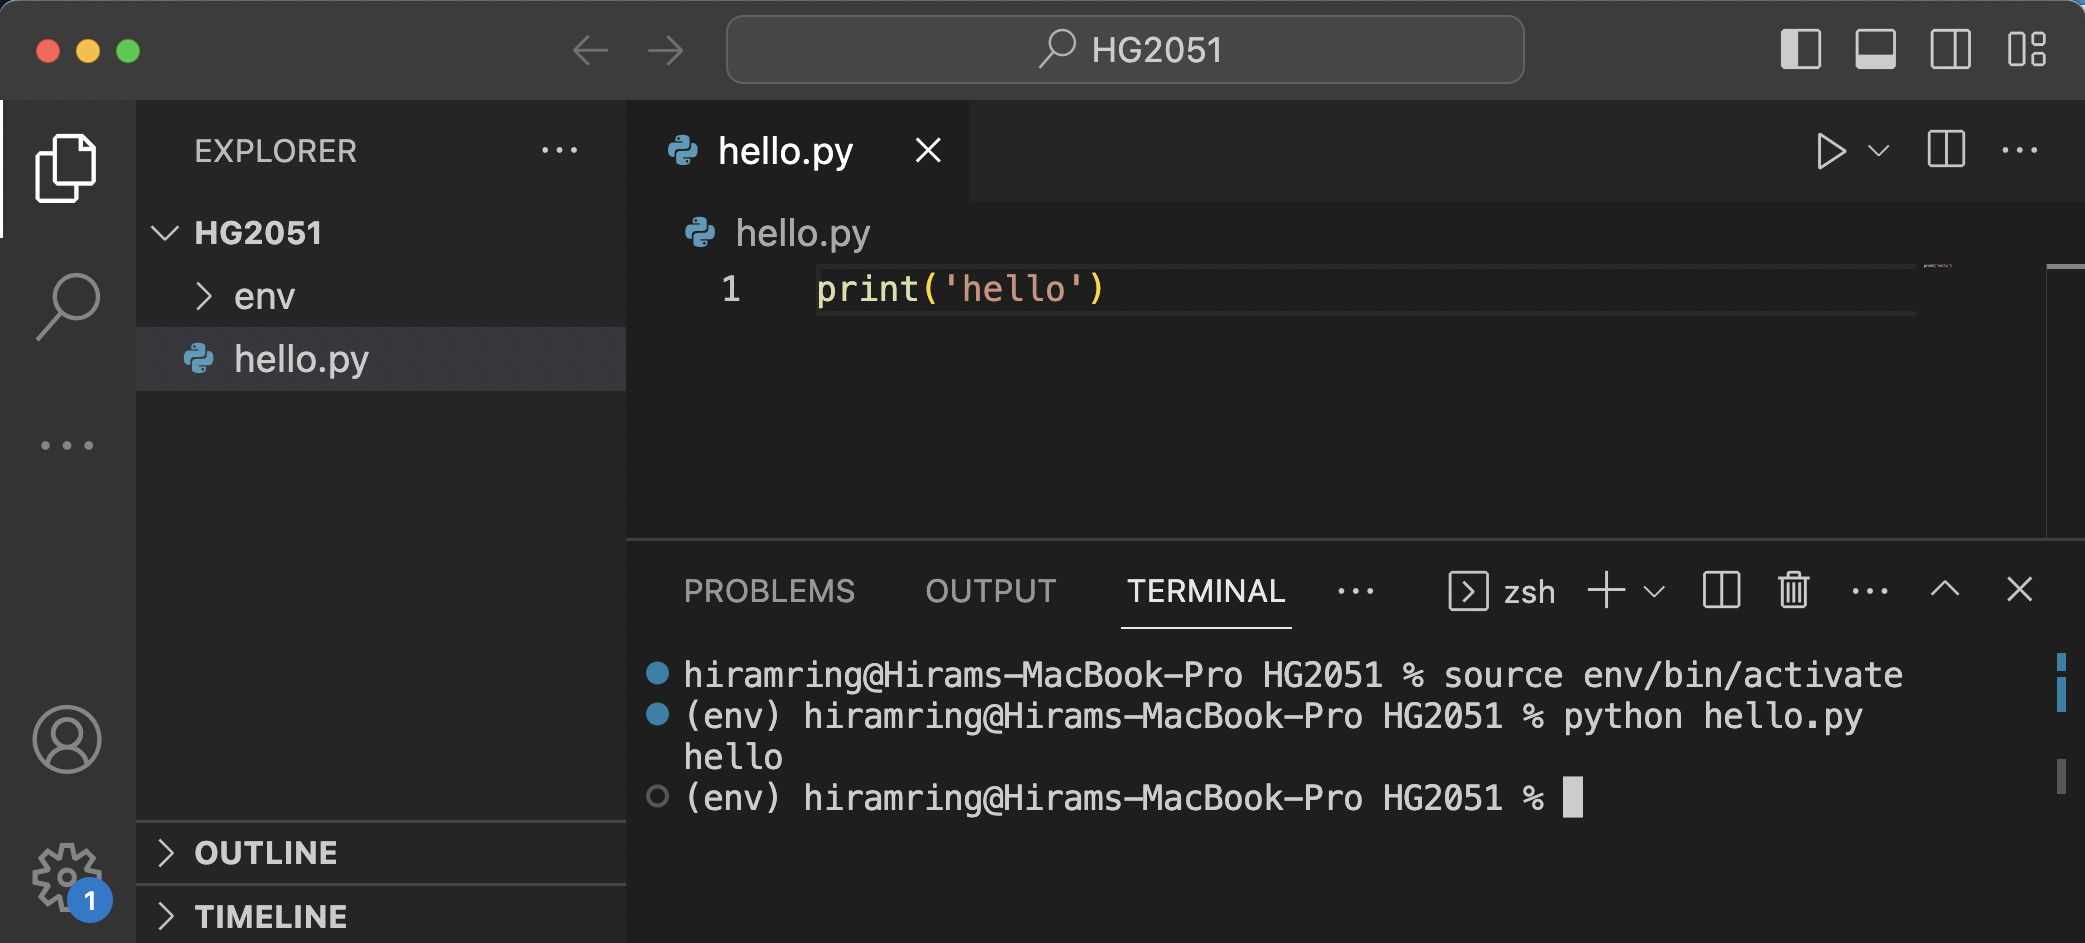 HG2051
EXPLORER
HG2051
env
hello.py
OUTLINE
TIMELINE
1
hello.py
hello.py
1 print('hello')
PROBLEMS OUTPUT TERMINAL zsh
hiramring@Hirams-MacBook-Pro HG2051 % source env/bin/activate
(env) hiramring@Hirams-MacBook-Pro HG2051 % python hello.py
hello
(env) hiramring@Hirams-MacBook-Pro HG2051 %